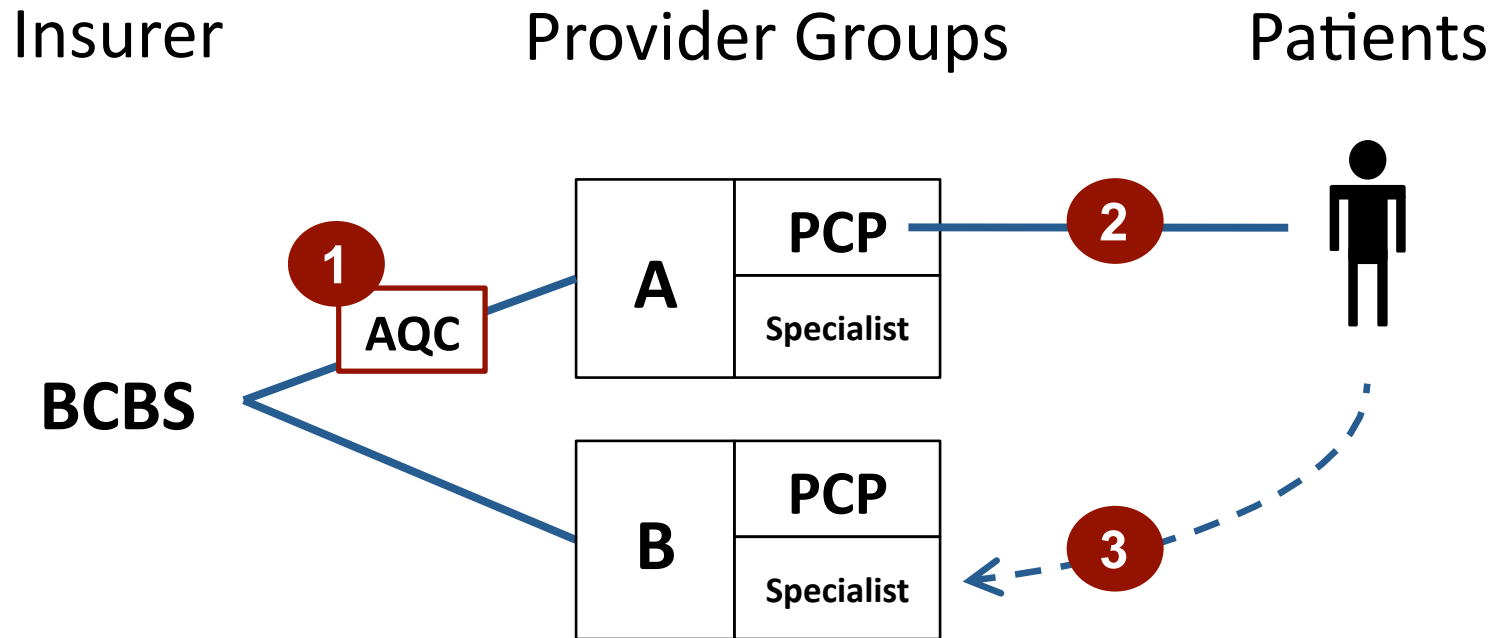 Insurer Provider Groups Patients
1
AQC
BCBS
A
PCP
Specialist
2
B
PCP
Specialist
3